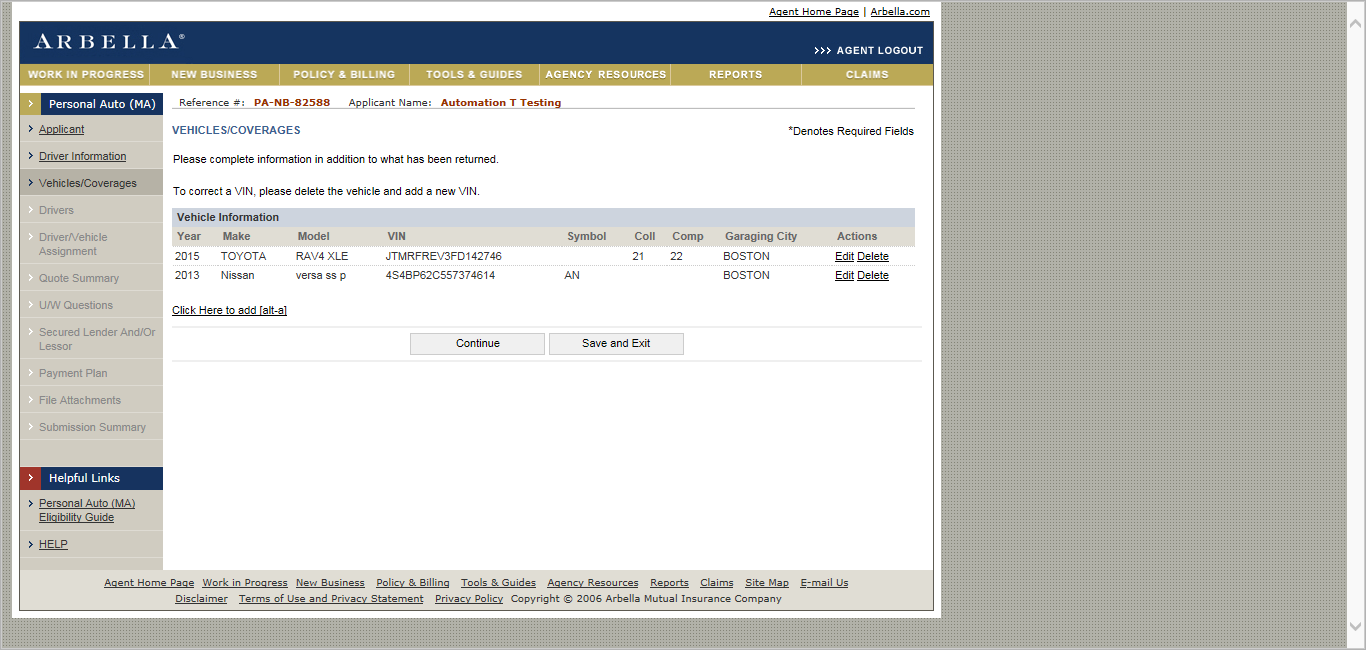 Agent Home Page | Arbella.com
ARBELLA®
>>> AGENT LOGOUT
WORK IN PROGRESS NEW BUSINESS POLICY & BILLING TOOLS & GUIDES AGENCY RESOURCES REPORTS CLAIMS
Personal Auto (MA)
Applicant
Driver Information
Vehicles/Coverages
Drivers
Driver/Vehicle
Assignment
Quote Summary
U/W Questions
Secured Lender And/Or
Lessor
Payment Plan
File Attachments
Submission Summary
Helpful Links
Personal Auto (MA)
Eligibility Guide
HELP
Reference #: PA-NB-82588 Applicant Name: Automation T Testing
VEHICLES/COVERAGES
*Denotes Required Fields
Please complete information in addition to what has been returned.
To correct a VIN, please delete the vehicle and add a new VIN.
Vehicle Information
Year Make Model VIN Symbol Coll Comp Garaging City Actions
2015 TOYOTA RAV4 XLE JTMRFREV3FD142746 21 22 BOSTON Edit Delete
2013 Nissan versa ss p 4S4BP62C557374614 AN BOSTON Edit Delete
Click Here to add [alt-a]
Continue Save and Exit
Agent Home Page Work in Progress New Business Policy & Billing Tools & Guides Agency Resources Reports Claims Site Map E-mail Us
Disclaimer Terms of Use and Privacy Statement Privacy Policy Copyright © 2006 Arbella Mutual Insurance Company